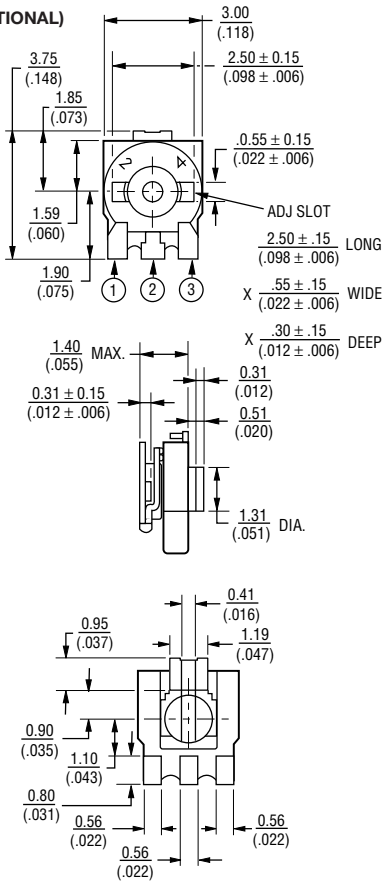 TIONAL)
3.00
(.118)
3.75
(.148)
2.50 ± 0.15
(.098 ± .006)
1.85
(.073)
.0.55 ± 0.15
(.022 ± .006)
2
4
ADJ SLOT
1.59
(.060)
2.50 ± .15 LONG
(.098 ± .006)
1.90
(.075)
1
2
3
X .55 ± .15 WIDE
(.022 ± .006)
X .30 ± .15 DEEP
(.012 ± .006)
1.40 MAX.
(.055)
0.31
(.012)
0.31 ± 0.15
(.012 ± .006)
0.51
(.020)
1.31 DIA.
(.051)
0.41
(.016)
0.95
(.037)
1.19
(.047)
0.90
(.035)
1.10
(.043)
0.80
(.031)
0.56
(.022)
0.56
(.022)
0.56
(.022)